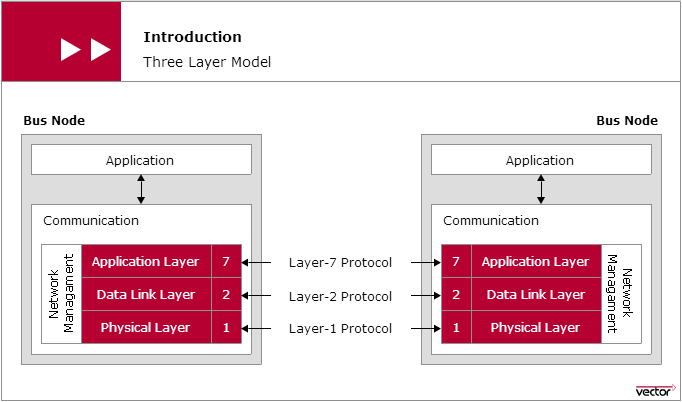 Introduction
Three Layer Model
Bus Node
Bus Node
Application
Communication
Network
Managament
Application Layer 7
Data Link Layer 2
Physical Layer 1
Layer-7 Protocol
Layer-2 Protocol
Layer-1 Protocol
Application
Communication
7 Application Layer
2 Data Link Layer
1 Physical Layer
Network
Managament
vector